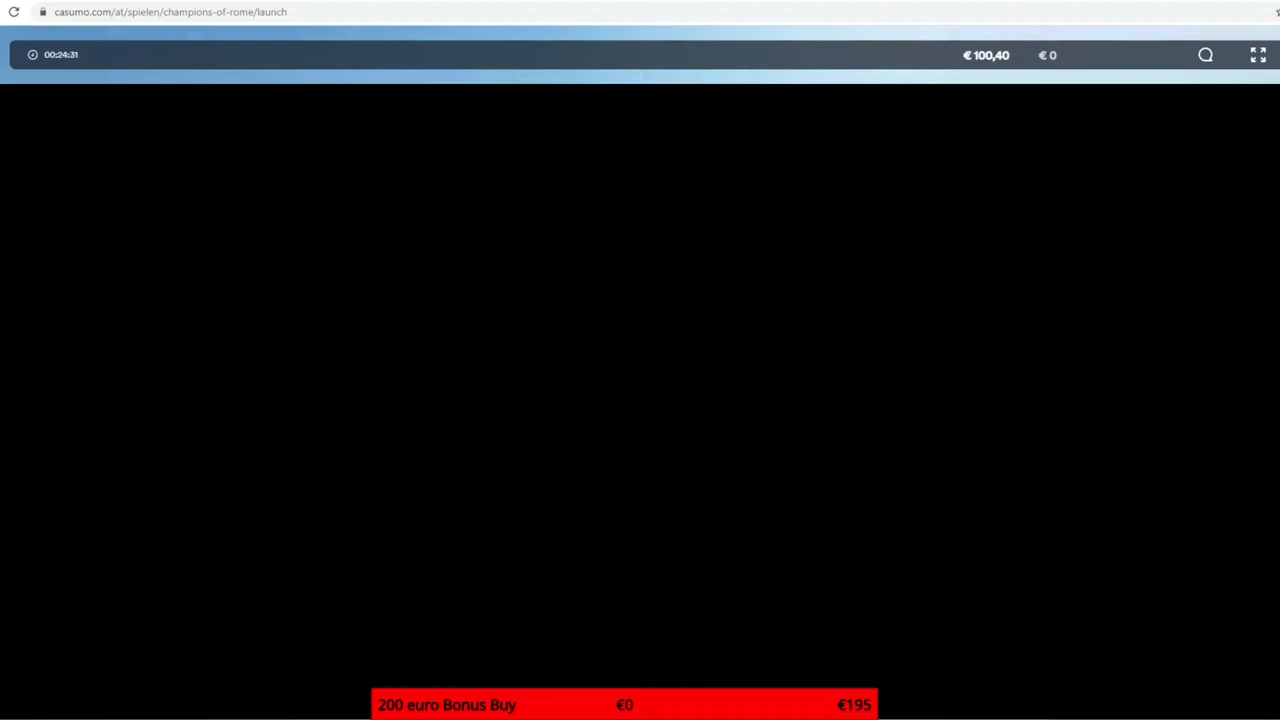 casumo.com/at/spielen/champions-of-rome/launch
00:24:31 € 100,40 € 0
200 euro Bonus Buy €0 €195